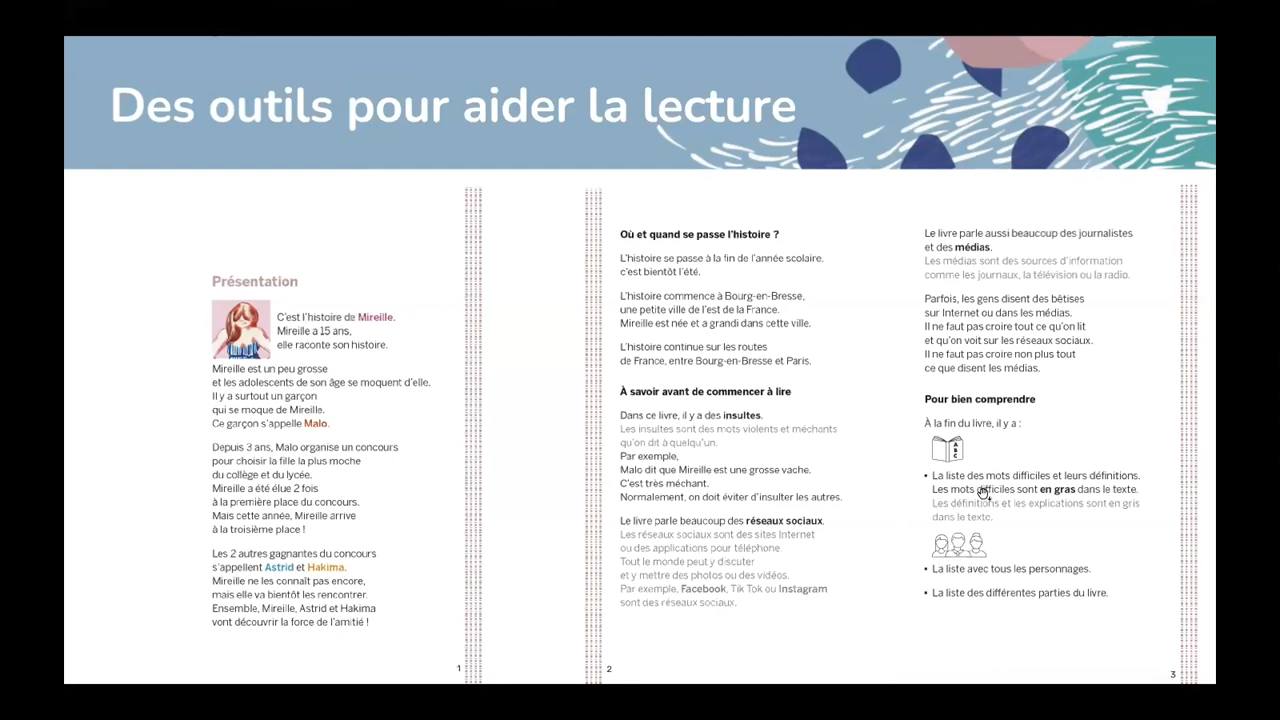 Des outils pour aider la lecture
Présentation
C'est l'histoire de Mireille.
Mireille a 15 ans,
elle raconte son histoire.
Mireille est un peu grosse
et les adolescents de son âge se moquent d'elle.
Il y a surtout un garçon
qui se moque de Mireille.
Ce garçon s'appelle Malo.
Depuis 3 ans, Malo organise un concours
pour choisir la fille la plus moche
du collège et du lycée.
Mireille a été élue 2 fois
à la première place du concours.
Mais cette année, Mireille arrive
à la troisième place !
Les 2 autres gagnantes du concours
s'appellent Astrid et Hakima.
Mireille ne les connaît pas encore,
mais elle va bientôt les rencontrer.
Ensemble, Mireille, Astrid et Hakima
vont découvrir la force de l'amitié !
1
Où et quand se passe l'histoire ?
L'histoire se passe à la fin de l'année scolaire,
c'est bientôt l'été.
L'histoire commence à Bourg-en-Bresse,
une petite ville de l'est de la France.
Mireille est née et a grandi dans cette ville.
L'histoire continue sur les routes
de France, entre Bourg-en-Bresse et Paris.
À savoir avant de commencer à lire
Dans ce livre, il y a des insultes.
Les insultes sont des mots violents et méchants
qu'on dit à quelqu'un.
Par exemple,
Malo dit que Mireille est une grosse vache.
C'est très méchant.
Normalement, on doit éviter d'insulter les autres.
Le livre parle beaucoup des réseaux sociaux.
Les réseaux sociaux sont des sites Internet
ou des applications pour téléphone.
Tout le monde peut y discuter
et y mettre des photos ou des vidéos.
Par exemple, Facebook, Tik Tok ou Instagram
sont des réseaux sociaux.
2
Le livre parle aussi beaucoup des journalistes
et des médias.
Les médias sont des sources d'information
comme les journaux, la télévision ou la radio.
Parfois, les gens disent des bêtises
sur Internet ou dans les médias.
Il ne faut pas croire tout ce qu'on lit
et qu'on voit sur les réseaux sociaux.
Il ne faut pas croire non plus tout
ce que disent les médias.
Pour bien comprendre
À la fin du livre, il y a :
A
B
C
• La liste des mots difficiles et leurs définitions.
Les mots difficiles sont en gras dans le texte.
Les définitions et les explications sont en gris
dans le texte.
• La liste avec tous les personnages.
• La liste des différentes parties du livre.
3